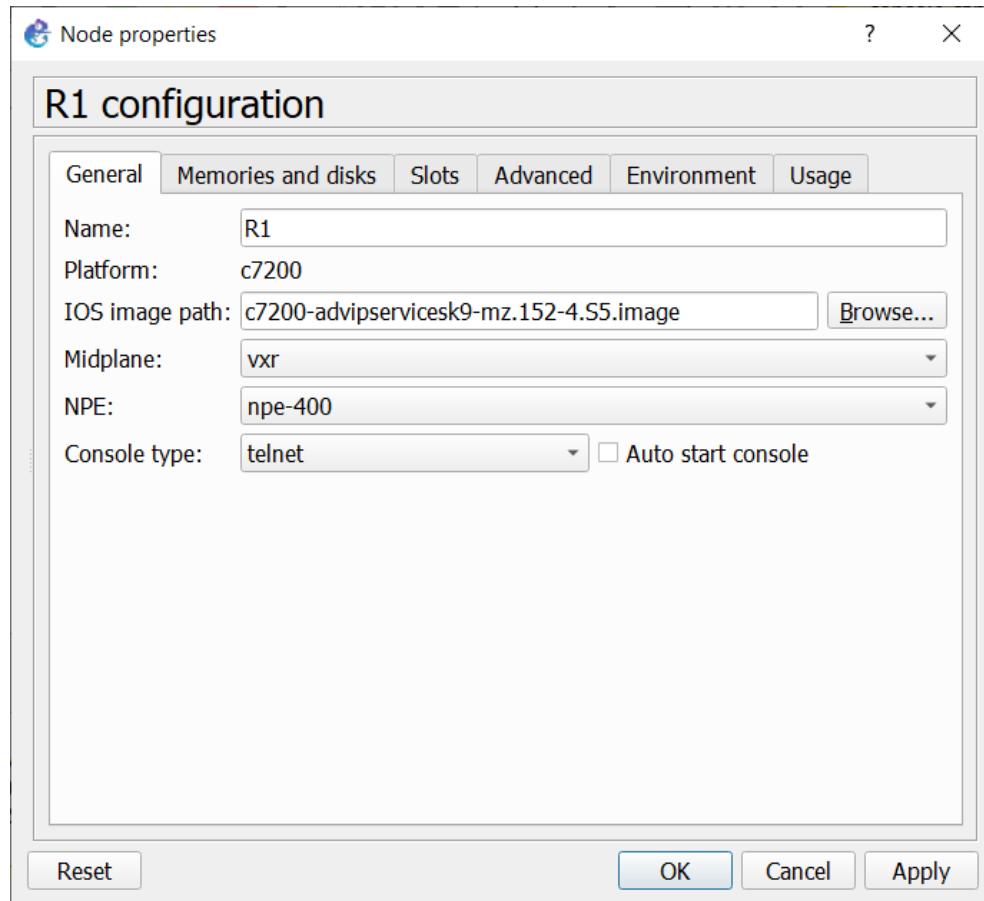 Node properties
?
R1 configuration
General Memories and disks Slots Advanced Environment Usage
Name: R1
Platform: c7200
IOS image path: c7200-advipservicesk9-mz.152-4.S5.image Browse...
Midplane: vxr
NPE: npe-400
Console type: telnet Auto start console
Reset OK Cancel Apply